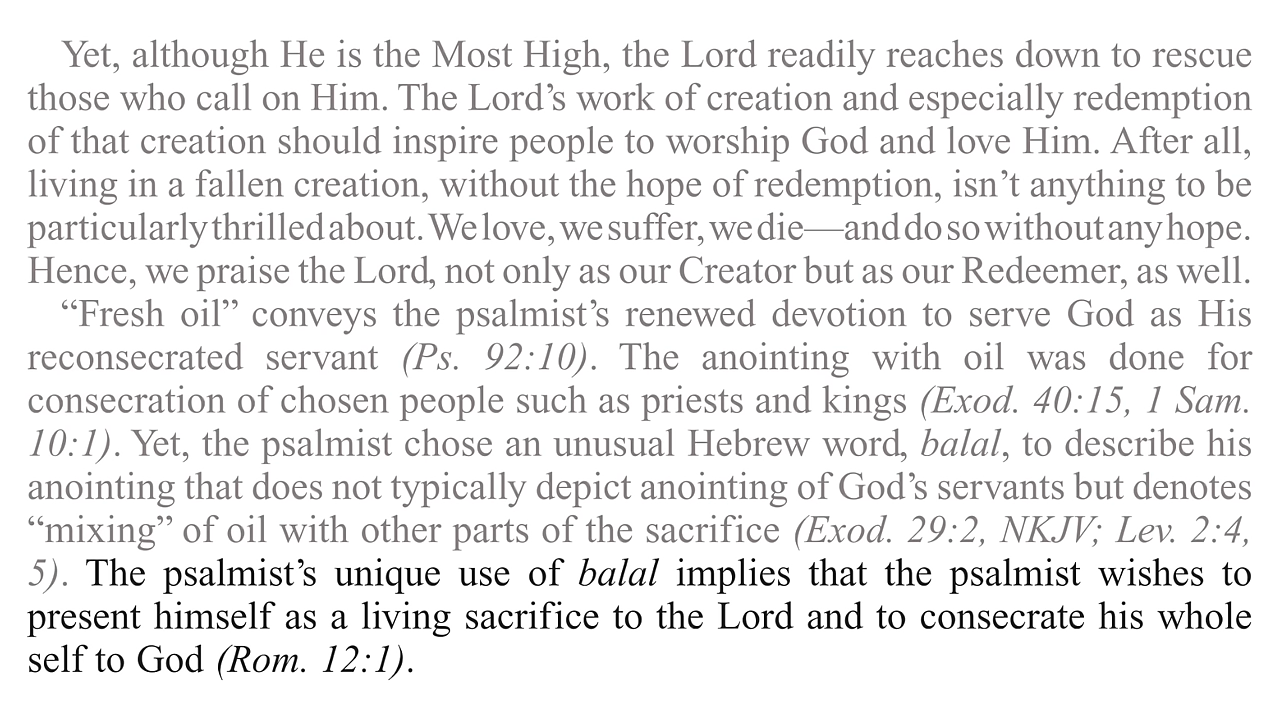 Yet, although He is the Most High, the Lord readily reaches down to rescue
those who call on Him. The Lord’s work of creation and especially redemption
of that creation should inspire people to worship God and love Him. After all,
living in a fallen creation, without the hope of redemption, isn’t anything to be
particularly thrilled about. We love, we suffer, we die—and do so without any hope.
Hence, we praise the Lord, not only as our Creator but as our Redeemer, as well.
“Fresh oil” conveys the psalmist’s renewed devotion to serve God as His
reconsecrated servant (Ps. 92:10). The anointing with oil was done for
consecration of chosen people such as priests and kings (Exod. 40:15, 1 Sam.
10:1). Yet, the psalmist chose an unusual Hebrew word, balal, to describe his
anointing that does not typically depict anointing of God’s servants but denotes
“mixing” of oil with other parts of the sacrifice (Exod. 29:2, NKJV; Lev. 2:4,
5). The psalmist’s unique use of balal implies that the psalmist wishes to
present himself as a living sacrifice to the Lord and to consecrate his whole
self to God (Rom. 12:1).